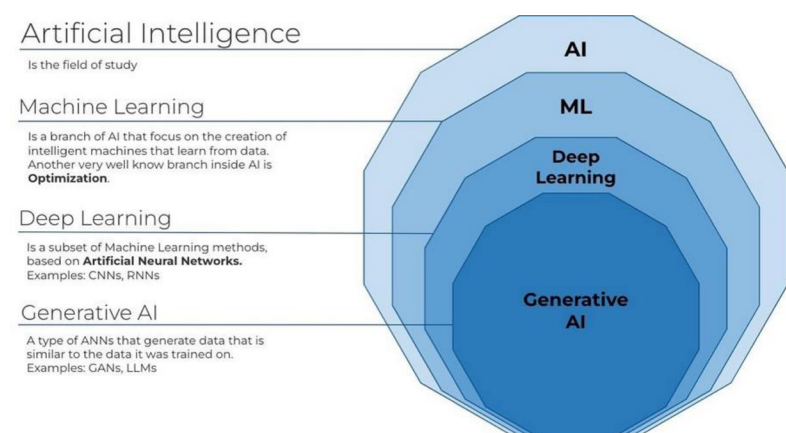 Artificial Intelligence
Is the field of study
Machine Learning
Is a branch of AI that focus on the creation of
intelligent machines that learn from data.
Another very well know branch inside AI is
Optimization.
Deep Learning
Is a subset of Machine Learning methods,
based on Artificial Neural Networks.
Examples: CNNs, RNNs
Generative AI
A type of ANNs that generate data that is
similar to the data it was trained on.
Examples: GANs, LLMs
AI
ML
Deep
Learning
Generative
AI